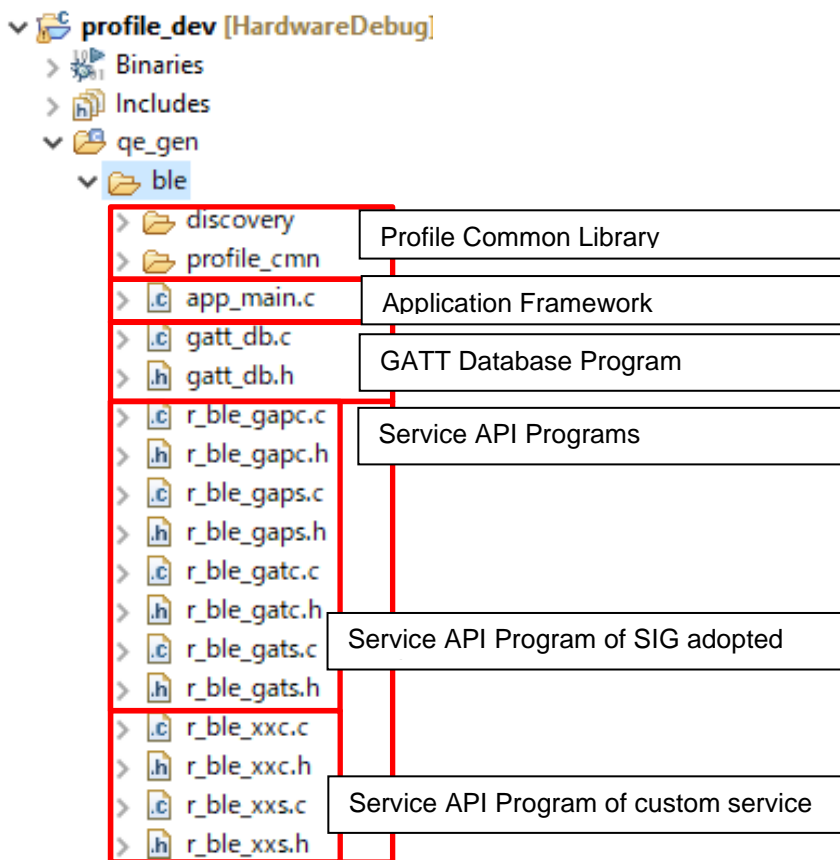 profile_dev [HardwareDebug]
Binaries
Includes
qe_gen
ble
discovery
Profile Common Library
profile_cmn
app_main.c
Application Framework
gatt_db.c
GATT Database Program
gatt_db.h
r_ble_gapc.c
Service API Programs
r_ble_gapc.h
r_ble_gaps.c
r_ble_gaps.h
r_ble_gatc.c
r_ble_gatc.h
r_ble_gats.c
Service API Program of SIG adopted
r_ble_gats.h
r_ble_xxc.c
r_ble_xxc.h
r_ble_xxs.c
Service API Program of custom service
r_ble_xxs.h